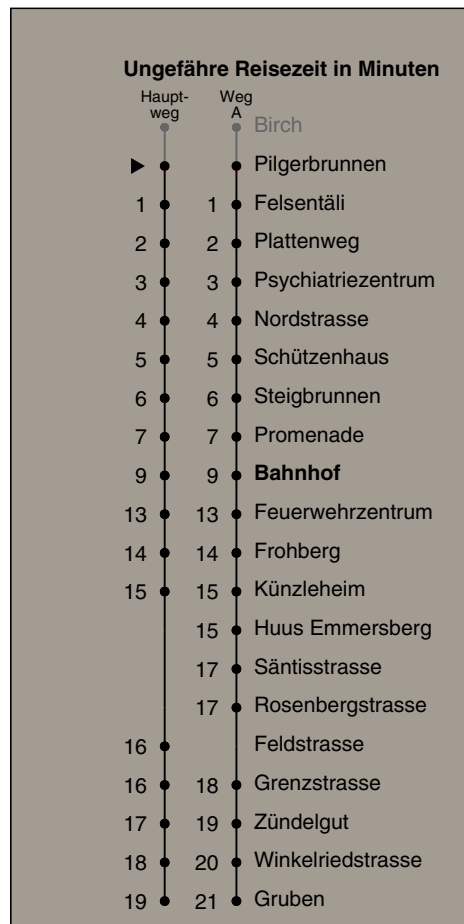 Ungefähre Reisezeit in Minuten
Haupt- Weg
weg A
Birch
Pilgerbrunnen
1 1 Felsentäli
2 2 Plattenweg
3 3 Psychiatriezentrum
4 4 Nordstrasse
5 5 Schützenhaus
6 6 Steigbrunnen
7 7 Promenade
9 9 Bahnhof
13 13 Feuerwehrzentrum
14 14 Frohberg
15 15 Künzleheim
15 Huus Emmersberg
17 Säntisstrasse
17 Rosenbergstrasse
16 Feldstrasse
16 18 Grenzstrasse
17 19 Zündelgut
18 20 Winkelriedstrasse
19 21 Gruben